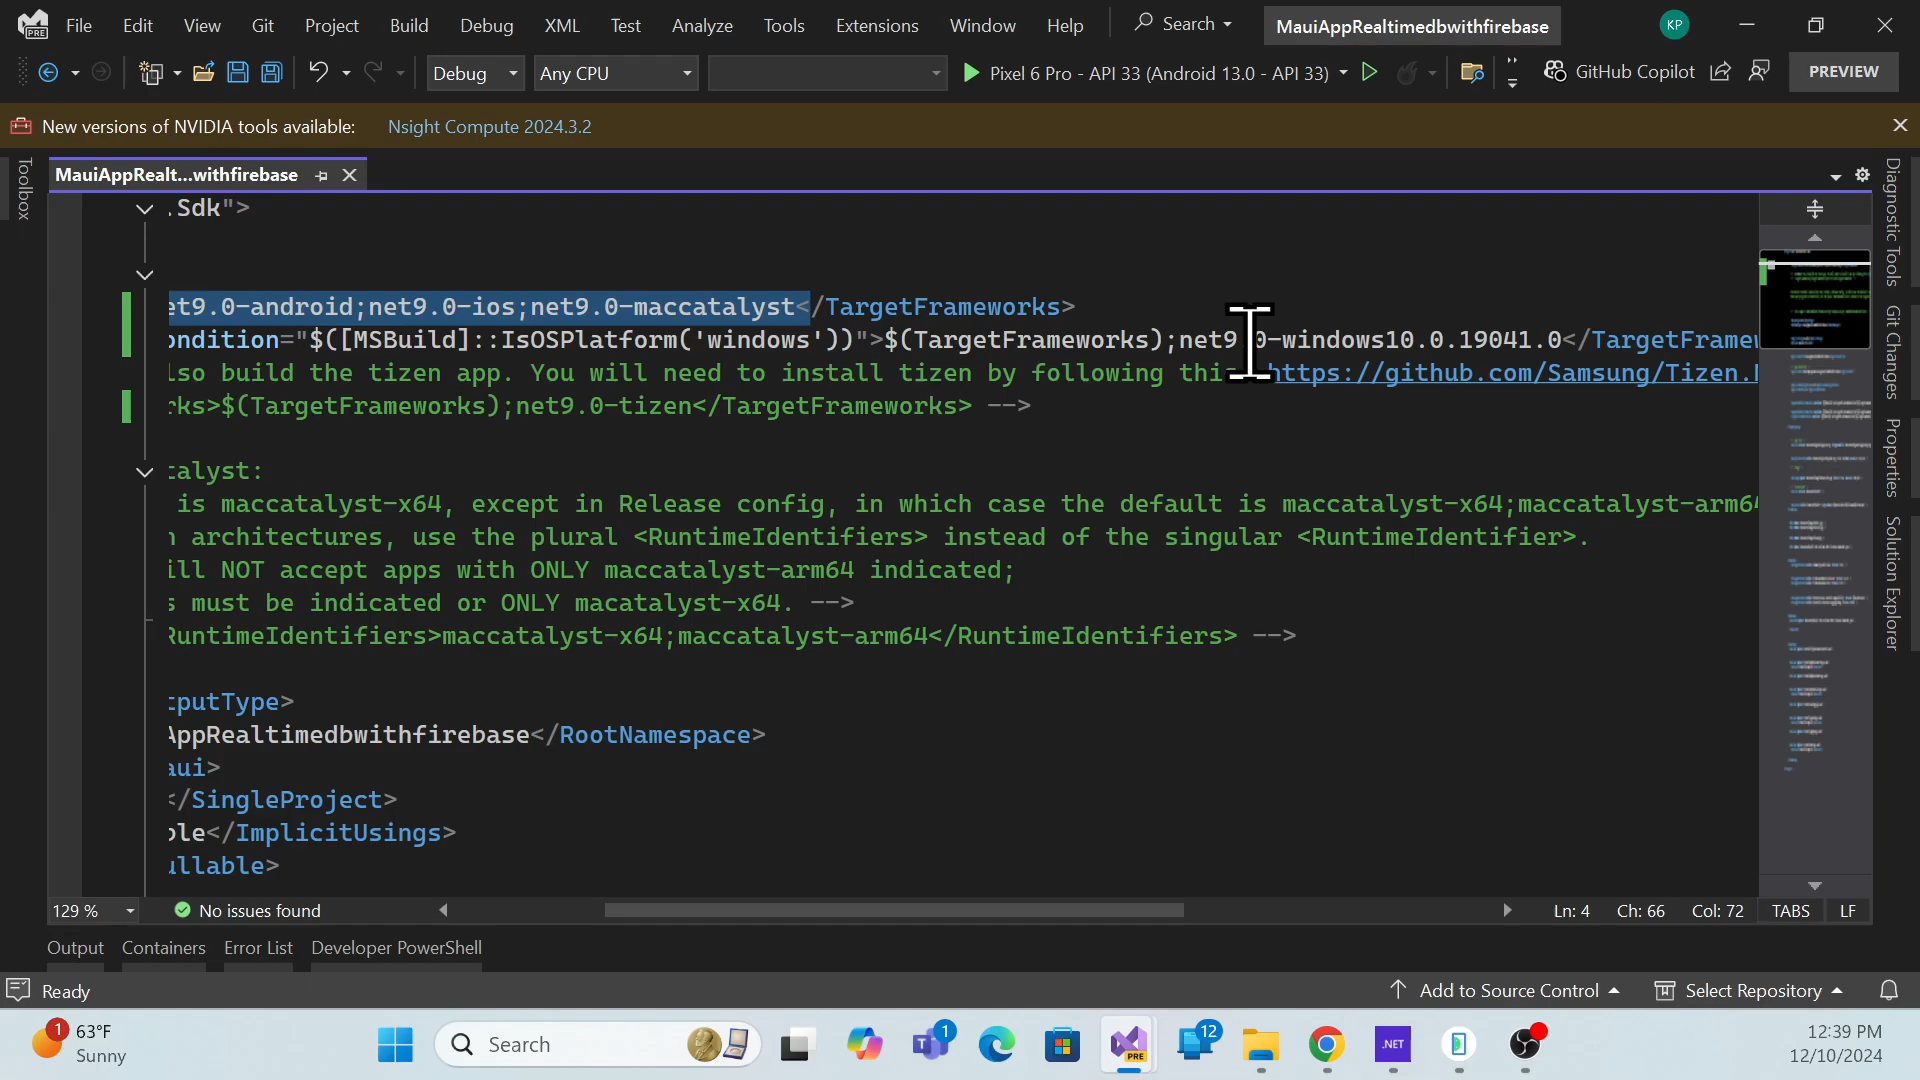 File Edit View Git Project Build Debug XML Test Analyze Tools Extensions Window Help Search MauiAppRealtimedbwithfirebase KP
PRE
Debug Any CPU Pixel 6 Pro - API 33 (Android 13.0 - API 33) GitHub Copilot PREVIEW
New versions of NVIDIA tools available: Nsight Compute 2024.3.2
MauiAppRealt...withfirebase
Toolbox
.Sdk">
et9.0-android;net9.0-ios;net9.0-maccatalyst</TargetFrameworks>
ondition="$([MSBuild]::IsOSPlatform('windows'))">$(TargetFrameworks);net9.0-windows10.0.19041.0</TargetFramew
lso build the tizen app. You will need to install tizen by following this https://github.com/Samsung/Tizen.
rks>$(TargetFrameworks);net9.0-tizen</TargetFrameworks> -->
catalyst:
is maccatalyst-x64, except in Release config, in which case the default is maccatalyst-x64;maccatalyst-arm64
h architectures, use the plural <RuntimeIdentifiers> instead of the singular <RuntimeIdentifier>.
ill NOT accept apps with ONLY maccatalyst-arm64 indicated;
s must be indicated or ONLY macatalyst-x64. -->
RuntimeIdentifiers>maccatalyst-x64;maccatalyst-arm64</RuntimeIdentifiers> -->
tputType>
AppRealtimedbwithfirebase</RootNamespace>
aui>
</SingleProject>
ble</ImplicitUsings>
ullable>
Diagnostic Tools
Git Changes
Properties
Solution Explorer
129 % No issues found Ln: 4 Ch: 66 Col: 72 TABS LF
Output Containers Error List Developer PowerShell
Ready Add to Source Control Select Repository
1 63°F
Sunny
Search
1
PRE
12
.NET
12:39 PM
12/10/2024